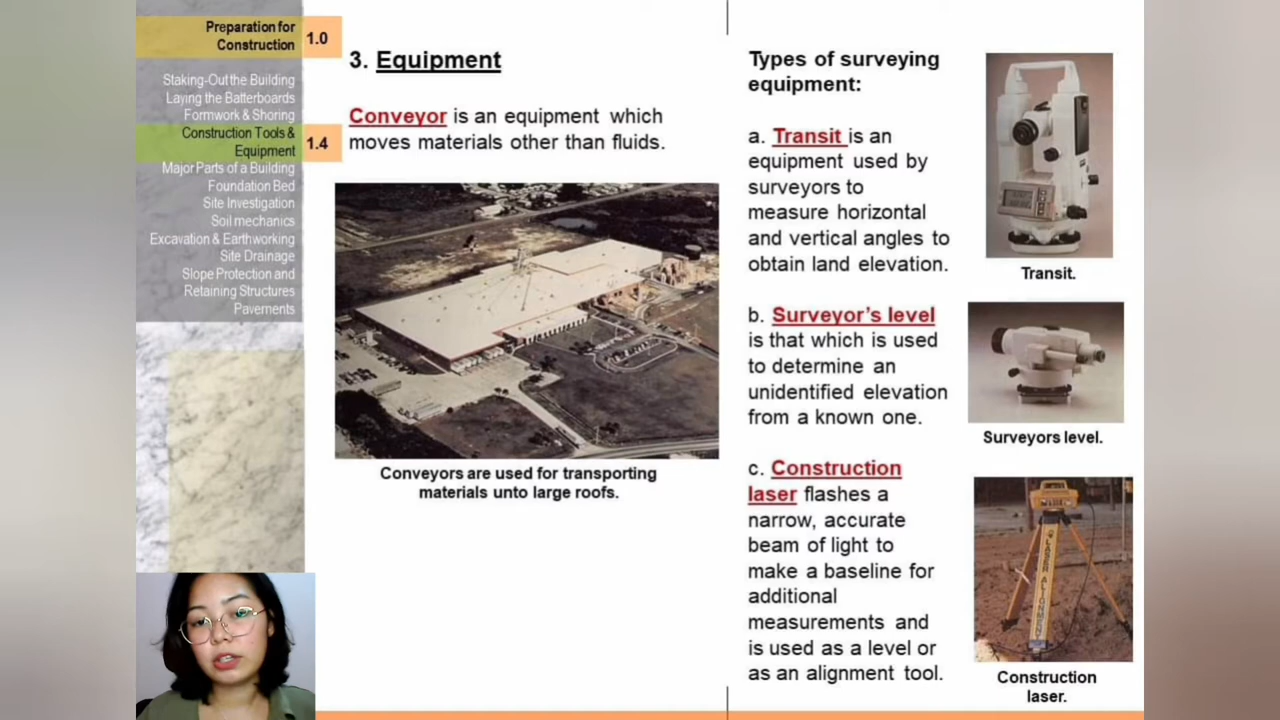 Preparation for
Construction
1.0
Staking-Out the Building
Laying the Batterboards
Formwork & Shoring
Construction Tools &
Equipment
1.4
Major Parts of a Building
Foundation Bed
Site Investigation
Soil mechanics
Excavation & Earthworking
Site Drainage
Slope Protection and
Retaining Structures
Pavements
3. Equipment
Conveyor is an equipment which
moves materials other than fluids.
Conveyors are used for transporting
materials unto large roofs.
Types of surveying
equipment:
a. Transit is an
equipment used by
surveyors to
measure horizontal
and vertical angles to
obtain land elevation.
Transit.
b. Surveyor's level
is that which is used
to determine an
unidentified elevation
from a known one.
Surveyors level.
c. Construction
laser flashes a
narrow, accurate
beam of light to
make a baseline for
additional
measurements and
is used as a level or
as an alignment tool.
LASER ALIGNMENT
Construction
laser.